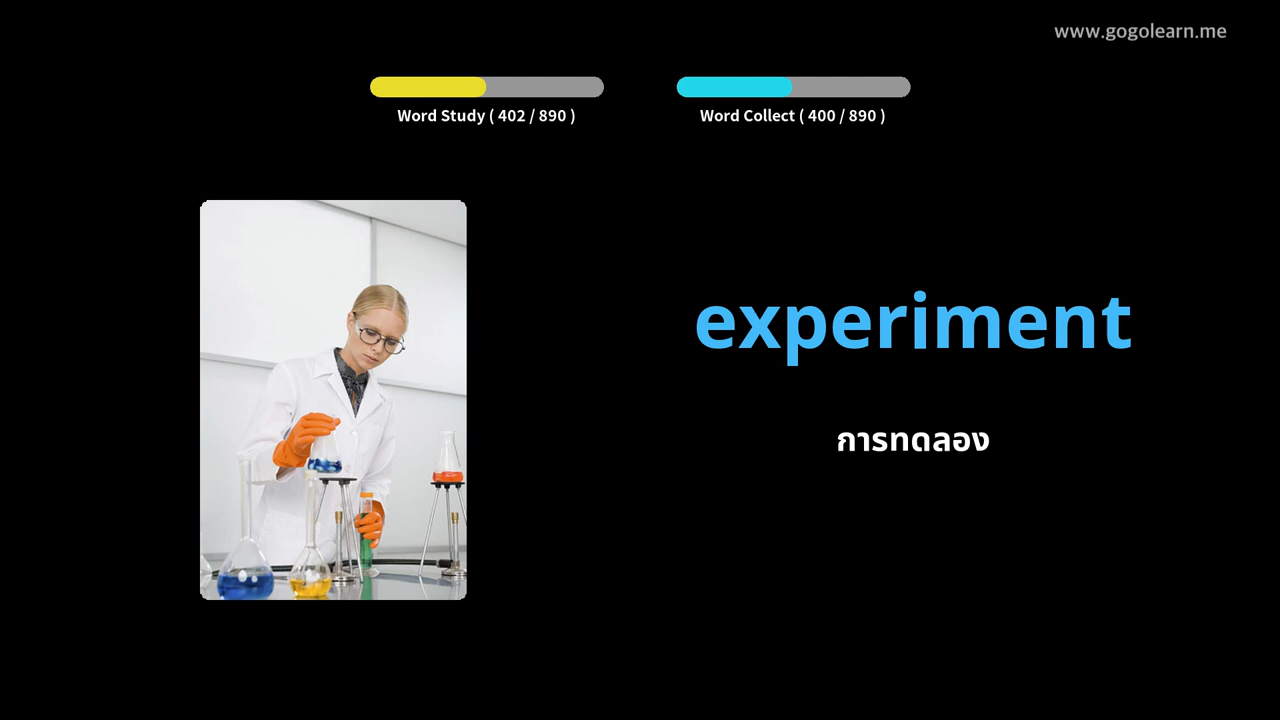 www.gogolearn.me
Word Study ( 402 / 890 )
Word Collect ( 400 / 890 )
experiment
การทดลอง